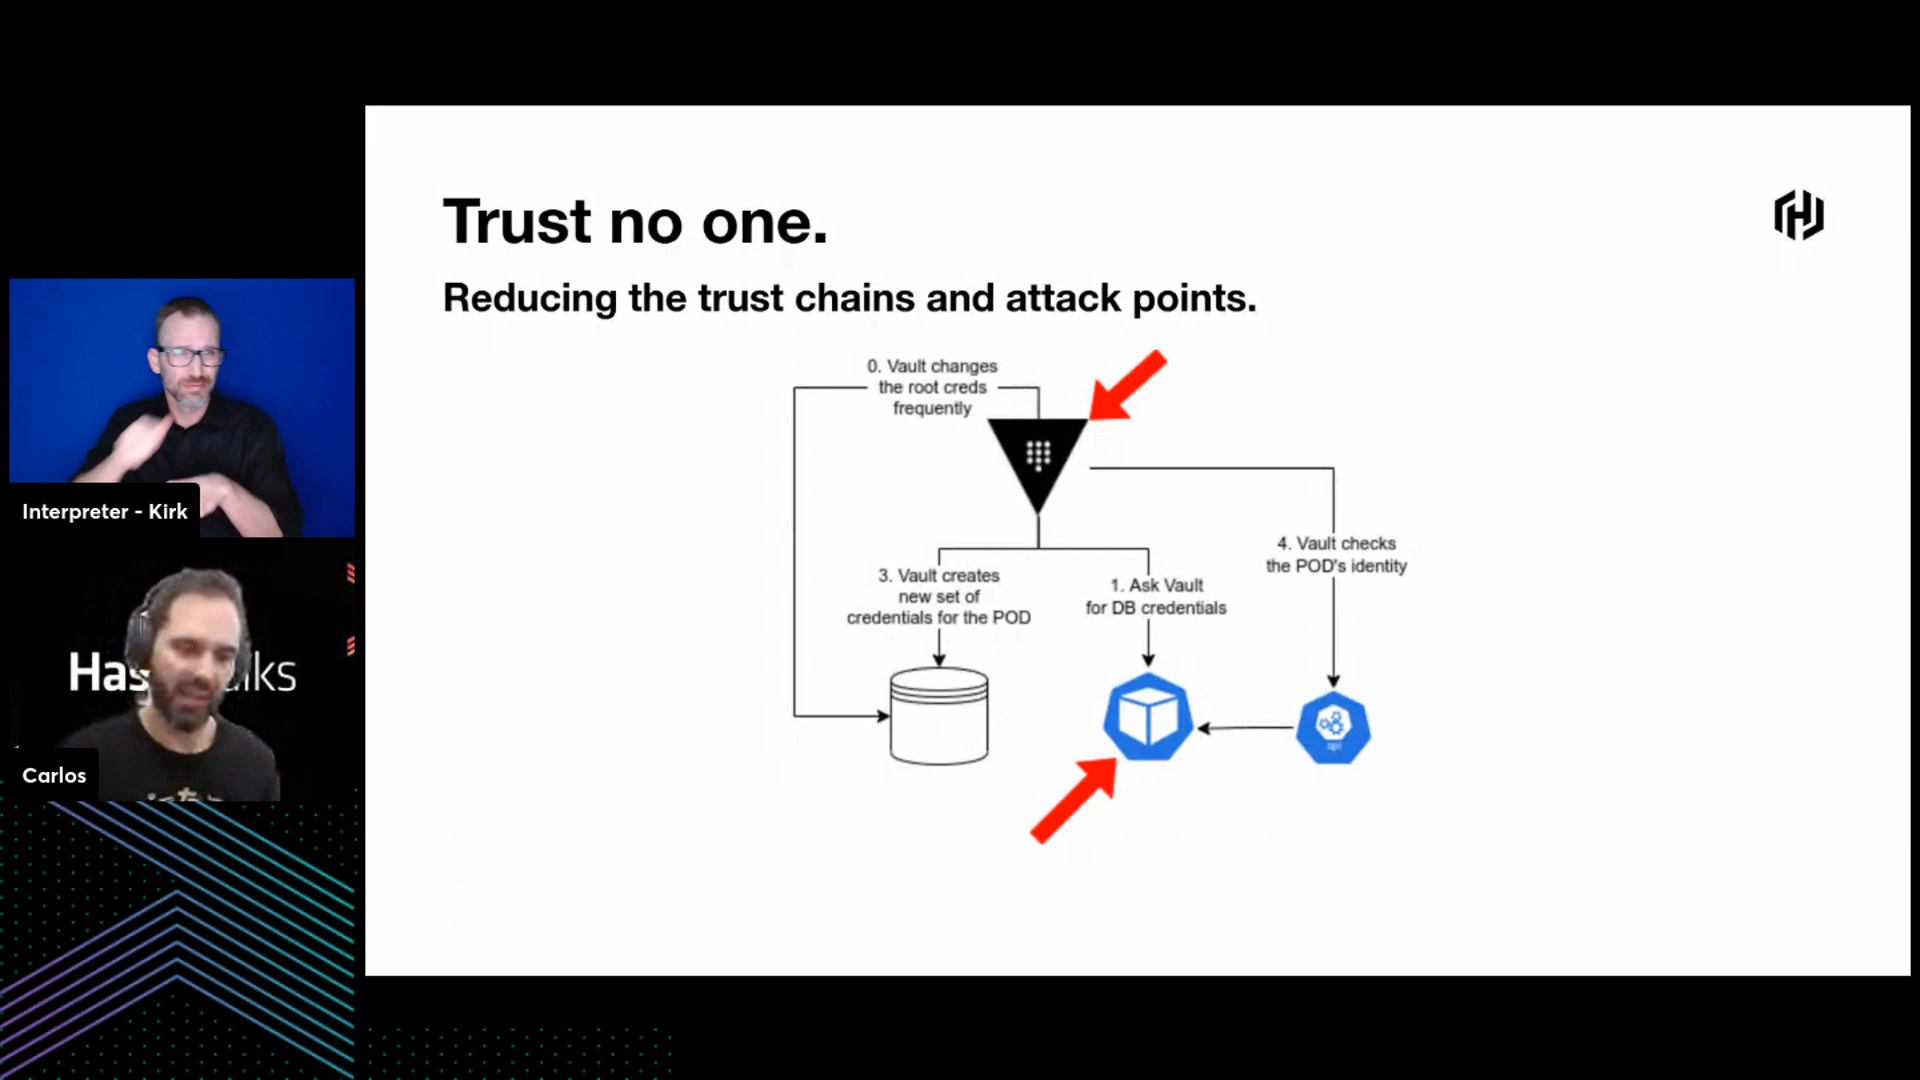 Trust no one.
Reducing the trust chains and attack points.
0. Vault changes
the root creds
frequently
4. Vault checks
the POD's identity
3. Vault creates
new set of
credentials for the POD
1. Ask Vault
for DB credentials
api
Interpreter - Kirk
Carlos